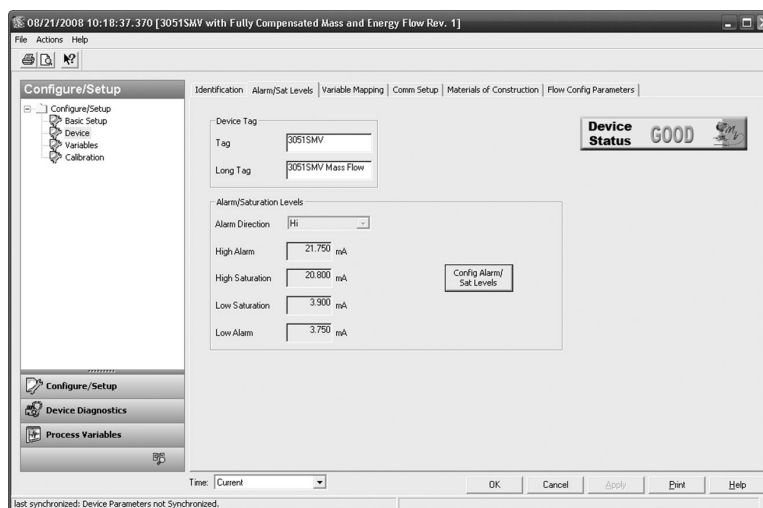 08/21/2008 10:18:37.370 [3051SMV with Fully Compensated Mass and Energy Flow Rev. 1]
File Actions Help
Configure/Setup
Configure/Setup
Basic Setup
Device
Variables
Calibration
Configure/Setup
Device Diagnostics
Process Variables
Identification Alarm/Sat Levels Variable Mapping Comm Setup Materials of Construction Flow Config Parameters
Device Tag
Tag 3051SMV
Long Tag 3051SMV Mass Flow
Device Status GOOD
Alarm/Saturation Levels
Alarm Direction Hi
High Alarm 21.750 mA
High Saturation 20.800 mA
Low Saturation 3.900 mA
Low Alarm 3.750 mA
Config Alarm/
Sat Levels
Time: Current
OK Cancel Apply Print Help
last synchronized: Device Parameters not Synchronized.